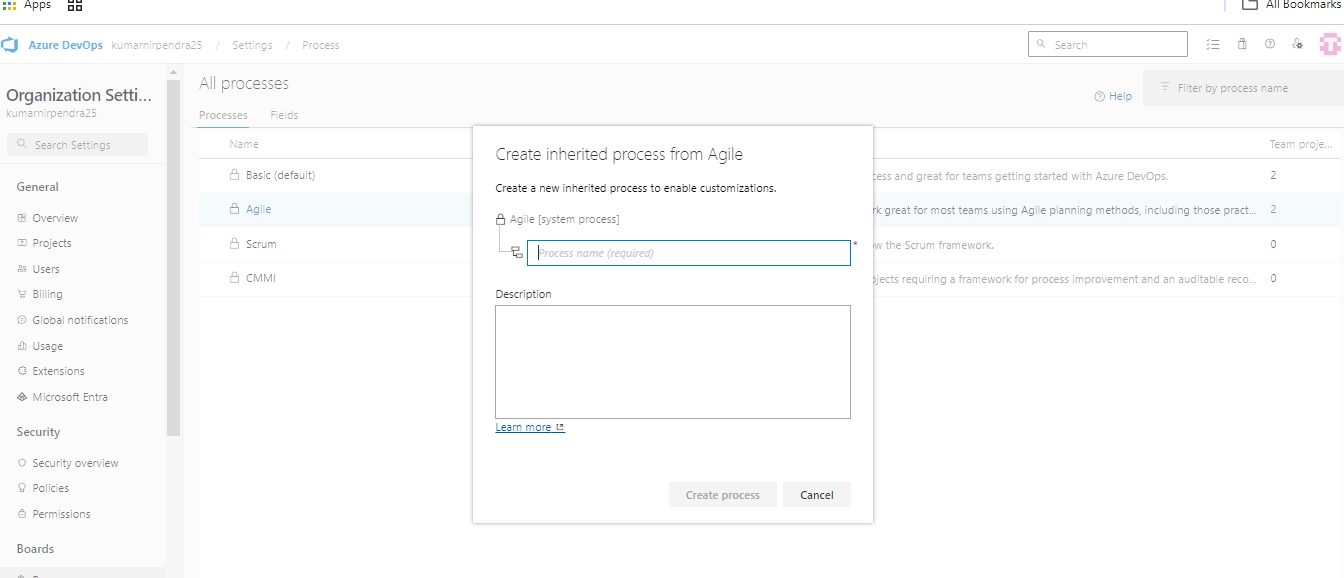 Apps
All Bookmarks
Azure DevOps kumarnirpendra25 / Settings / Process
Search
Organization Setti...
kumarnirpendra25
Search Settings
General
Overview
Projects
Users
Billing
Global notifications
Usage
Extensions
Microsoft Entra
Security
Security overview
Policies
Permissions
Boards
All processes
Help
Filter by process name
Processes Fields
Name
Team proje...
Basic (default)
cess and great for teams getting started with Azure DevOps.
2
Agile
rk great for most teams using Agile planning methods, including those pract...
2
Scrum
ow the Scrum framework.
0
CMMI
ojects requiring a framework for process improvement and an auditable reco...
0
Create inherited process from Agile
Create a new inherited process to enable customizations.
Agile [system process]
Process name (required) *
Description
Learn more
Create process
Cancel